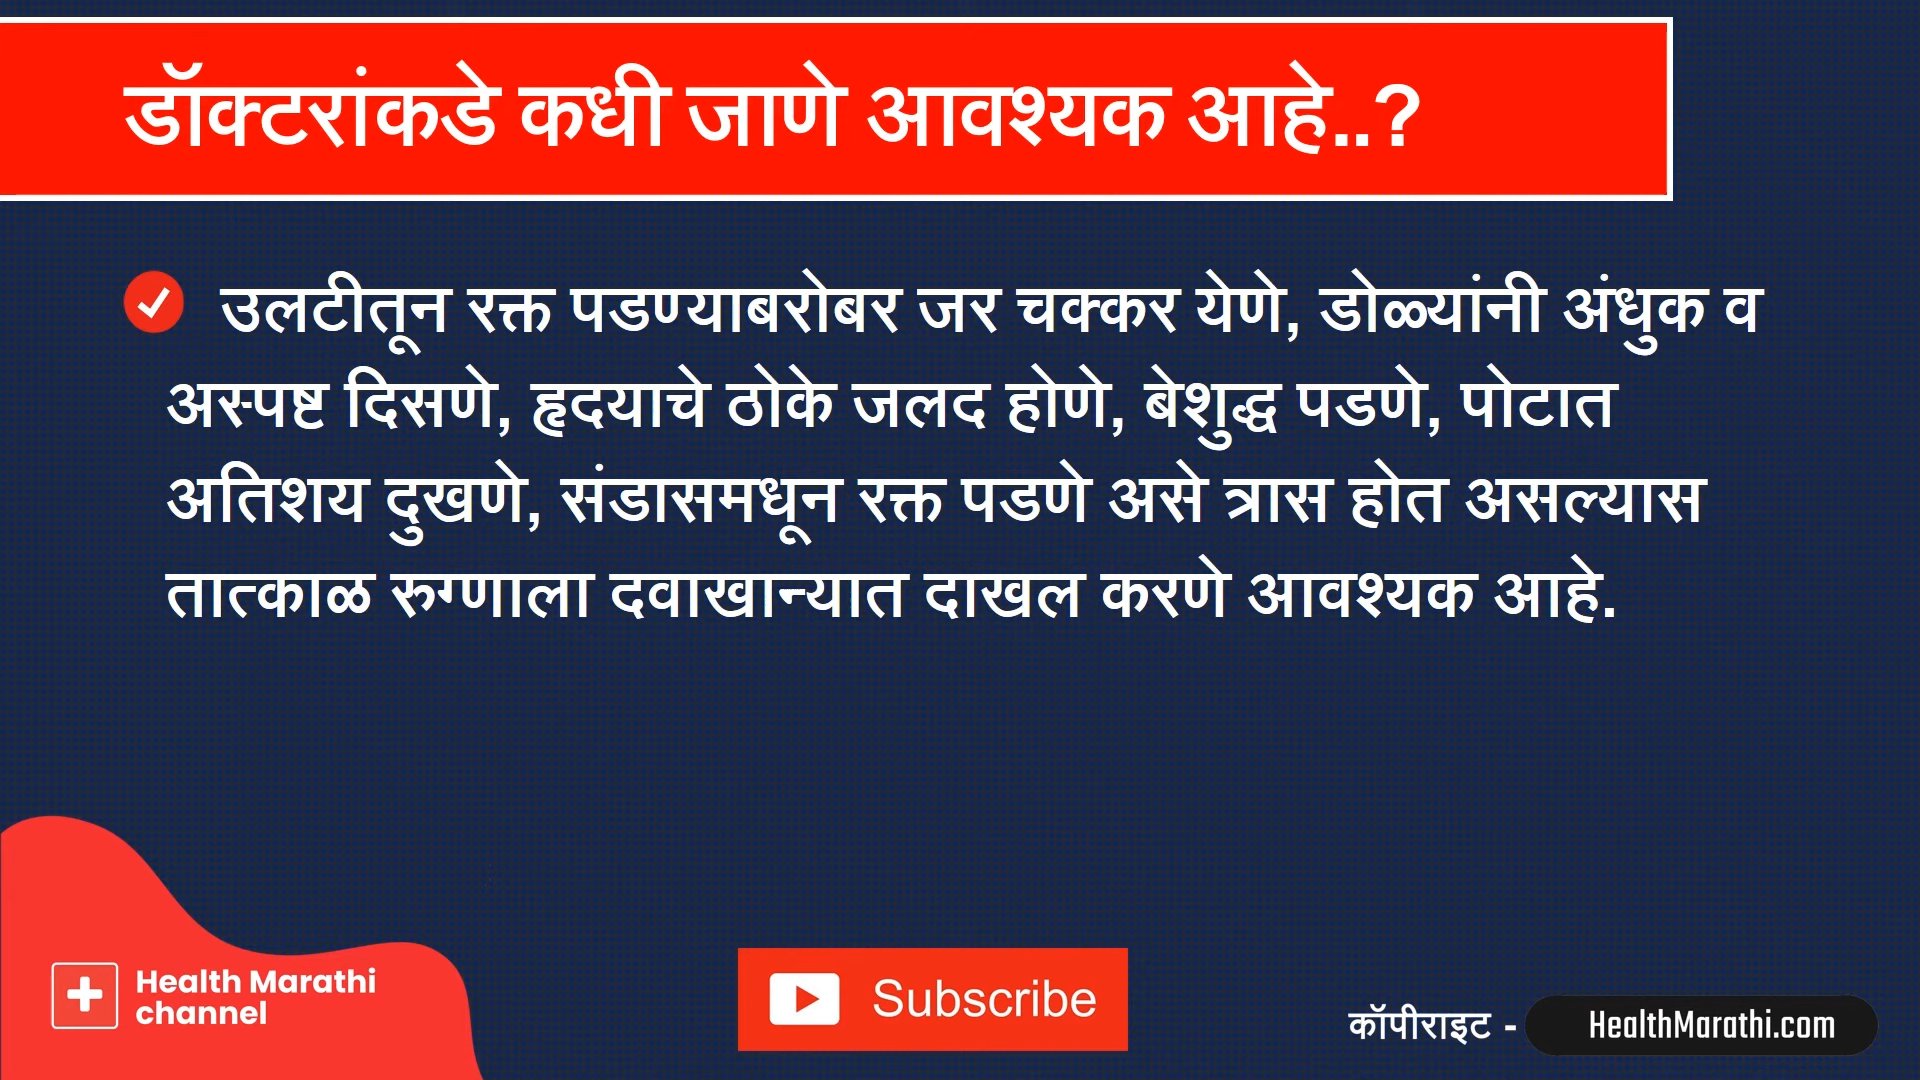 डॉक्टरांकडे कधी जाणे आवश्यक आहे..?
उलटीतून रक्त पडण्याबरोबर जर चक्कर येणे, डोळ्यांनी अंधुक व
अस्पष्ट दिसणे, हृदयाचे ठोके जलद होणे, बेशुद्ध पडणे, पोटात
अतिशय दुखणे, संडासमधून रक्त पडणे असे त्रास होत असल्यास
तात्काळ रुग्णाला दवाखान्यात दाखल करणे आवश्यक आहे.
Health Marathi
channel
Subscribe
कॉपीराइट - HealthMarathi.com